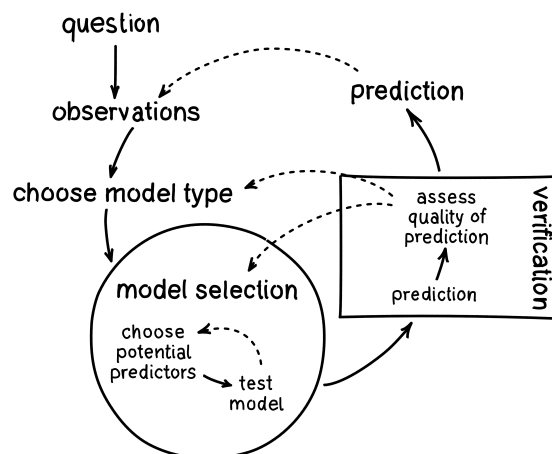 question
observations
choose model type
model selection
choose
potential
predictors
test
model
prediction
assess
quality of
prediction
prediction
verification